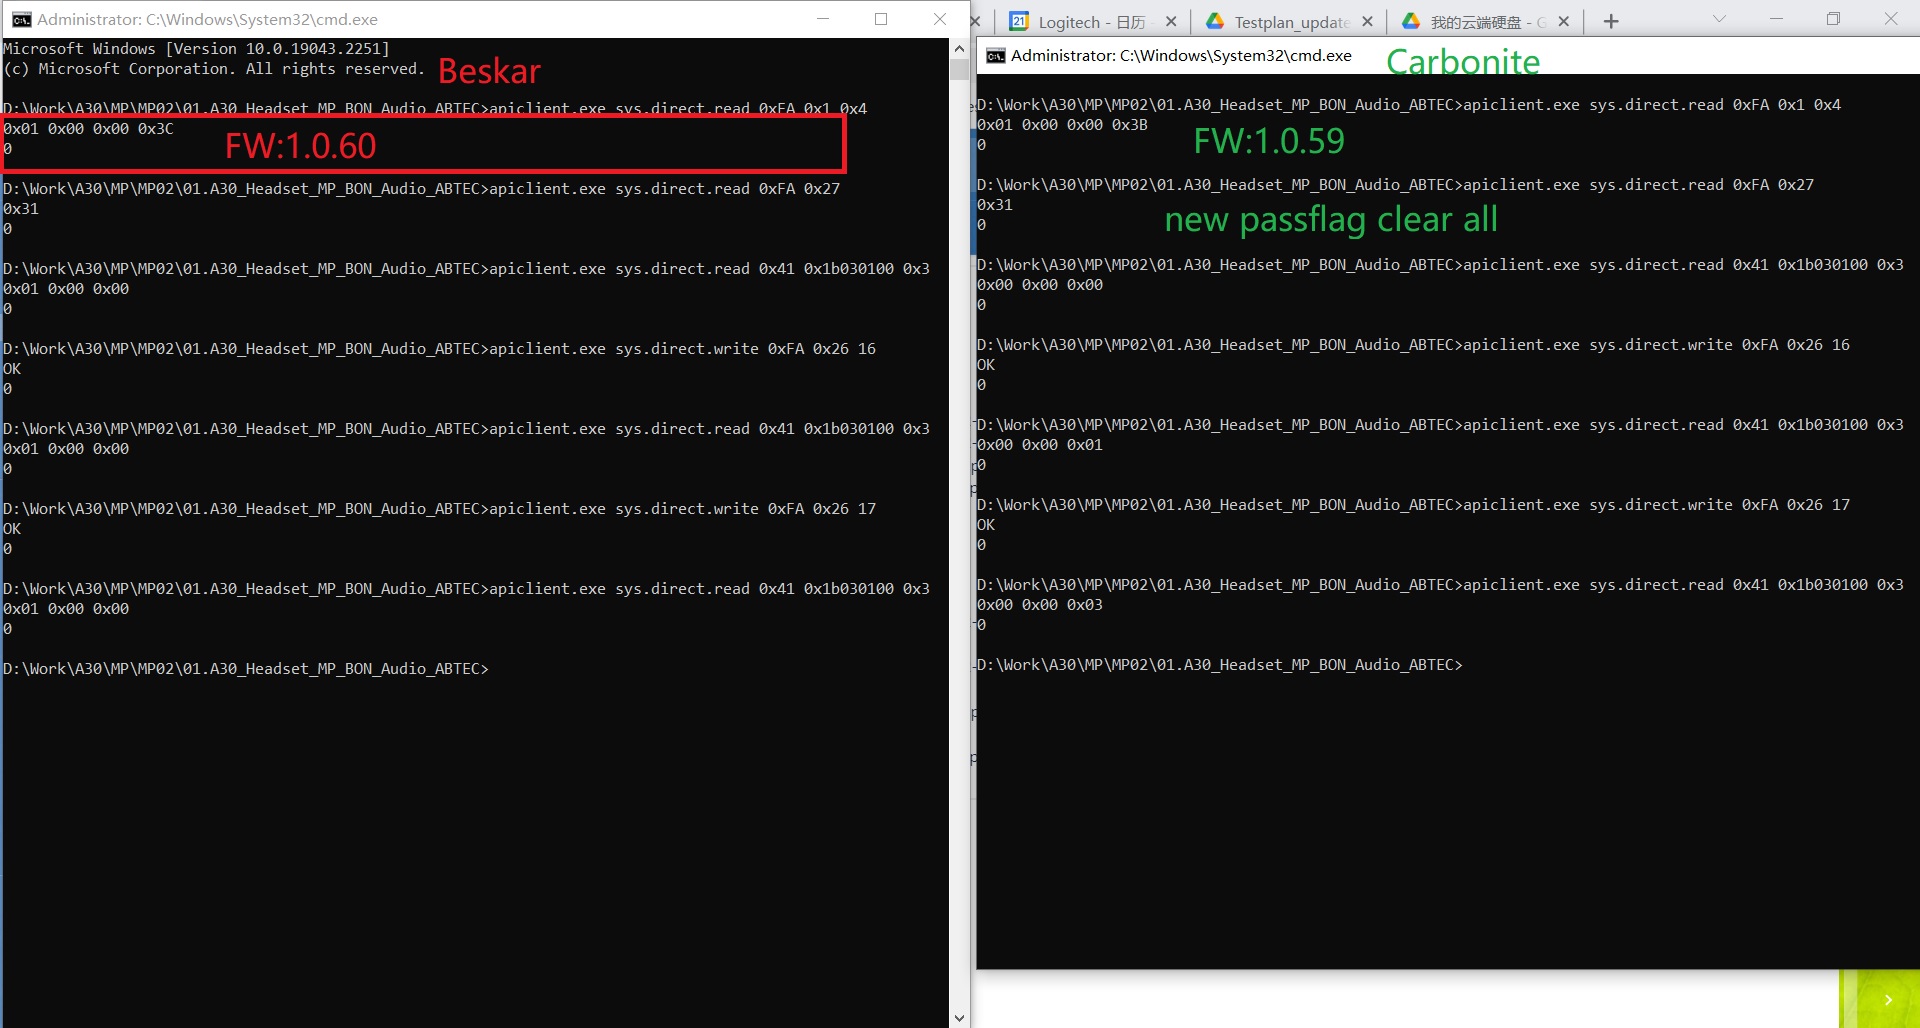 Administrator: C:\Windows\System32\cmd.exe
Microsoft Windows [Version 10.0.19043.2251]
(c) Microsoft Corporation. All rights reserved.
Beskar
D:\Work\A30\MP\MP02\01.A30_Headset_MP_BON_Audio_ABTEC>apiclient.exe sys.direct.read 0xFA 0x1 0x4
0x01 0x00 0x00 0x3C
FW:1.0.60
0
D:\Work\A30\MP\MP02\01.A30_Headset_MP_BON_Audio_ABTEC>apiclient.exe sys.direct.read 0xFA 0x27
0x31
0
D:\Work\A30\MP\MP02\01.A30_Headset_MP_BON_Audio_ABTEC>apiclient.exe sys.direct.read 0x41 0x1b030100 0x3
0x01 0x00 0x00
0
D:\Work\A30\MP\MP02\01.A30_Headset_MP_BON_Audio_ABTEC>apiclient.exe sys.direct.write 0xFA 0x26 16
OK
0
D:\Work\A30\MP\MP02\01.A30_Headset_MP_BON_Audio_ABTEC>apiclient.exe sys.direct.read 0x41 0x1b030100 0x3
0x01 0x00 0x00
0
D:\Work\A30\MP\MP02\01.A30_Headset_MP_BON_Audio_ABTEC>apiclient.exe sys.direct.write 0xFA 0x26 17
OK
0
D:\Work\A30\MP\MP02\01.A30_Headset_MP_BON_Audio_ABTEC>apiclient.exe sys.direct.read 0x41 0x1b030100 0x3
0x01 0x00 0x00
0
D:\Work\A30\MP\MP02\01.A30_Headset_MP_BON_Audio_ABTEC>
21 Logitech - 日历
Testplan_update
我的云端硬盘 - G
Administrator: C:\Windows\System32\cmd.exe
Carbonite
D:\Work\A30\MP\MP02\01.A30_Headset_MP_BON_Audio_ABTEC>apiclient.exe sys.direct.read 0xFA 0x1 0x4
0x01 0x00 0x00 0x3B
FW:1.0.59
0
D:\Work\A30\MP\MP02\01.A30_Headset_MP_BON_Audio_ABTEC>apiclient.exe sys.direct.read 0xFA 0x27
0x31
new passflag clear all
0
D:\Work\A30\MP\MP02\01.A30_Headset_MP_BON_Audio_ABTEC>apiclient.exe sys.direct.read 0x41 0x1b030100 0x3
0x00 0x00 0x00
0
D:\Work\A30\MP\MP02\01.A30_Headset_MP_BON_Audio_ABTEC>apiclient.exe sys.direct.write 0xFA 0x26 16
OK
0
D:\Work\A30\MP\MP02\01.A30_Headset_MP_BON_Audio_ABTEC>apiclient.exe sys.direct.read 0x41 0x1b030100 0x3
0x00 0x00 0x01
0
D:\Work\A30\MP\MP02\01.A30_Headset_MP_BON_Audio_ABTEC>apiclient.exe sys.direct.write 0xFA 0x26 17
OK
0
D:\Work\A30\MP\MP02\01.A30_Headset_MP_BON_Audio_ABTEC>apiclient.exe sys.direct.read 0x41 0x1b030100 0x3
0x00 0x00 0x03
0
D:\Work\A30\MP\MP02\01.A30_Headset_MP_BON_Audio_ABTEC>